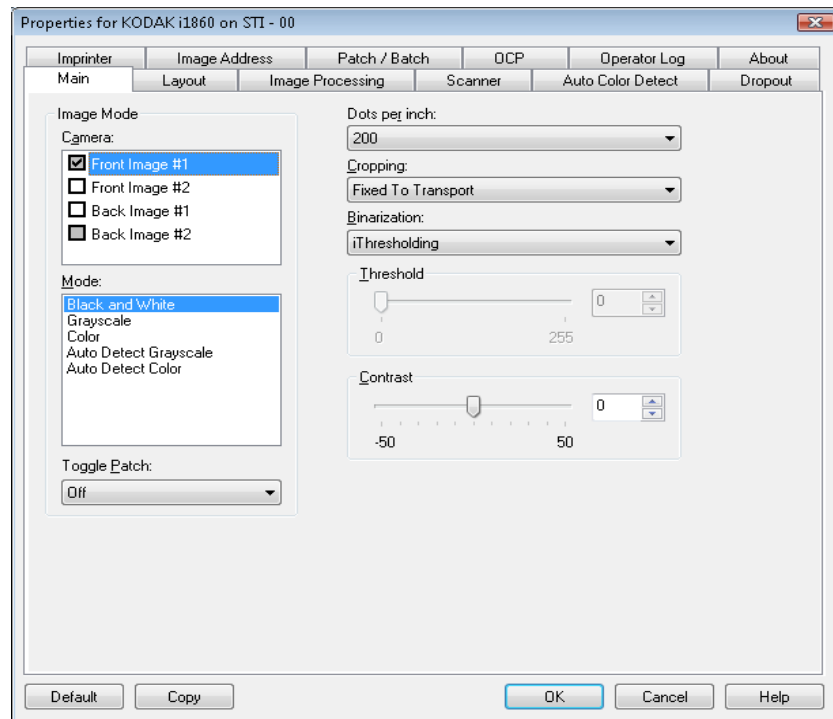 Properties for KODAK i1860 on STI - 00
Imprinter Image Address Patch / Batch OCP Operator Log About
Main Layout Image Processing Scanner Auto Color Detect Dropout
Image Mode
Camera:
Front Image #1
Front Image #2
Back Image #1
Back Image #2
Mode:
Black and White
Grayscale
Color
Auto Detect Grayscale
Auto Detect Color
Toggle Patch:
Off
Dots per inch:
200
Cropping:
Fixed To Transport
Binarization:
iThresholding
Threshold
0
0 255
Contrast
0
-50 50
Default Copy OK Cancel Help